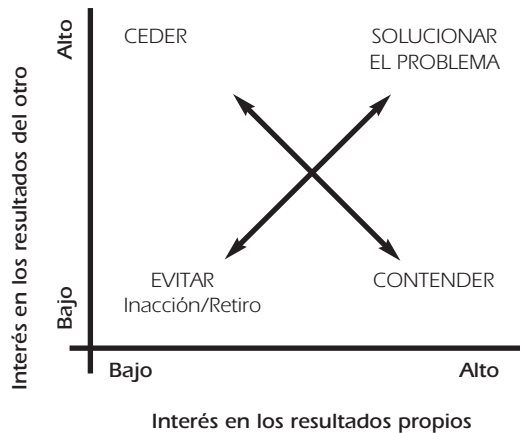 Interés en los resultados del otro
Alto
Bajo
CEDER
SOLUCIONAR
EL PROBLEMA
EVITAR
Inacción/Retiro
CONTENDER
Bajo
Alto
Interés en los resultados propios